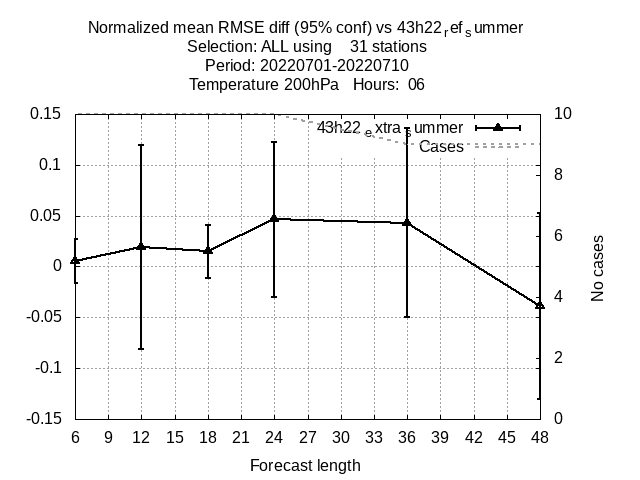 Normalized mean RMSE diff (95% conf) vs 43h22refsummer
Selection: ALL using    31 stations
Period: 20220701-20220710
Temperature 200hPa   Hours:  06
0.15 10
43h22extrasummer
Cases
0.1 8
0.05 6
0 No cases
-0.05 4
-0.1 2
-0.15 0
6 9 12 15 18 21 24 27 30 33 36 39 42 45 48
Forecast length